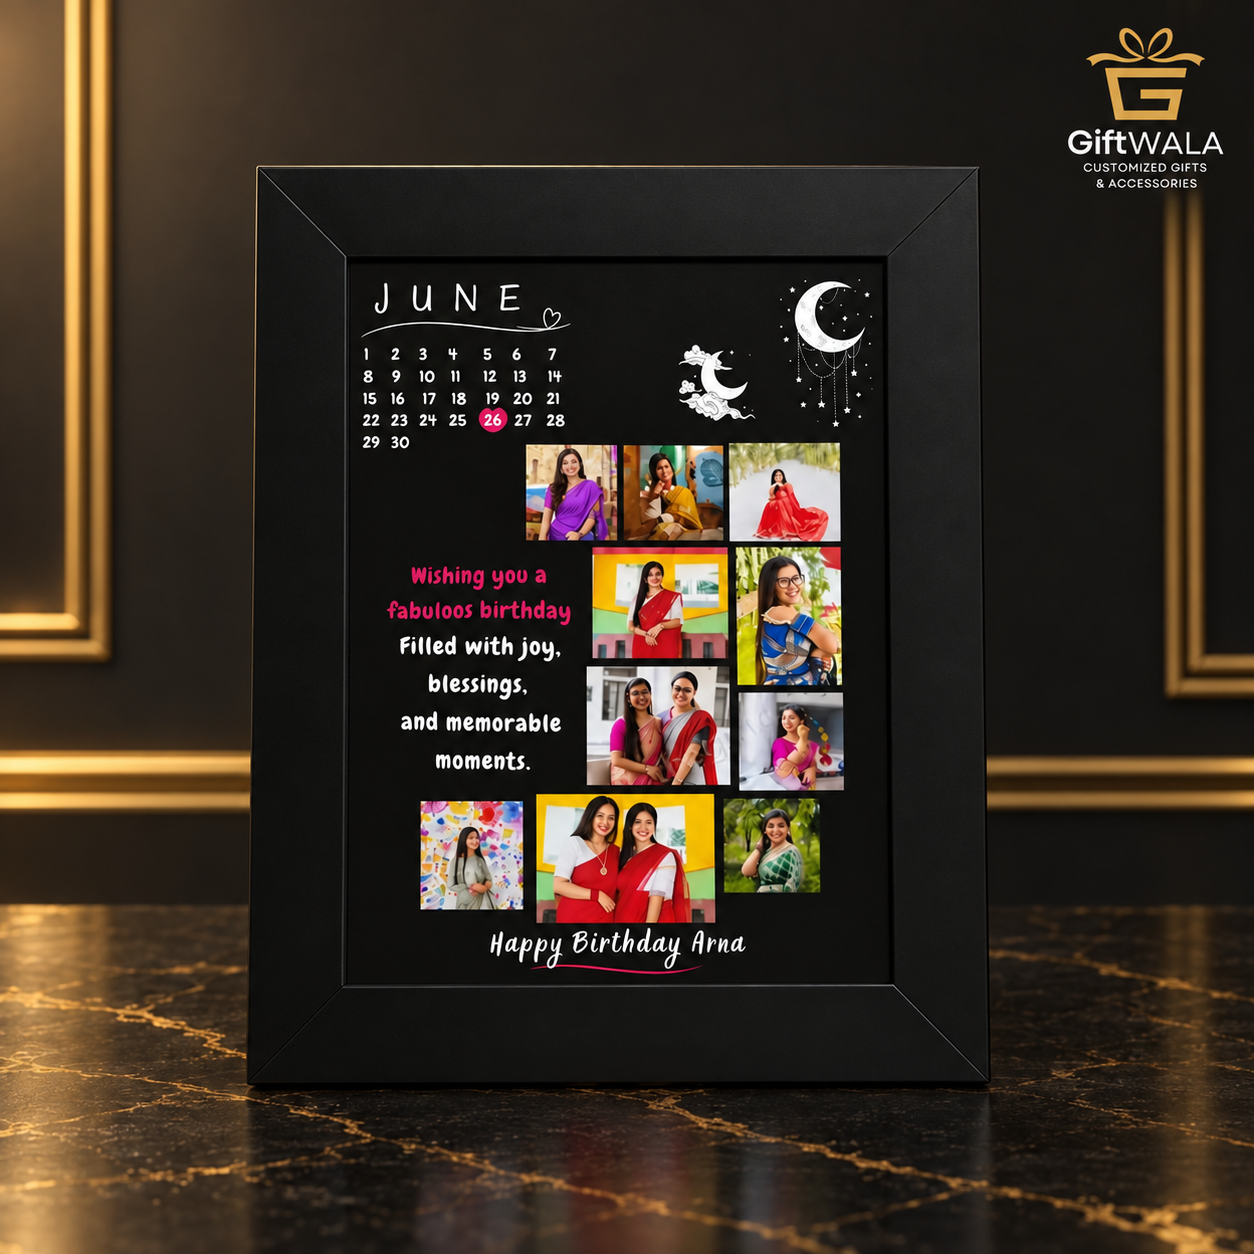 GiftWALA
CUSTOMIZED GIFTS
& ACCESSORIES
JUNE
1 2 3 4 5 6 7
8 9 10 11 12 13 14
15 16 17 18 19 20 21
22 23 24 25 26 27 28
29 30
Wishing you a
fabuloos birthday
Filled with joy,
blessings,
and memorable
moments.
Happy Birthday Arna